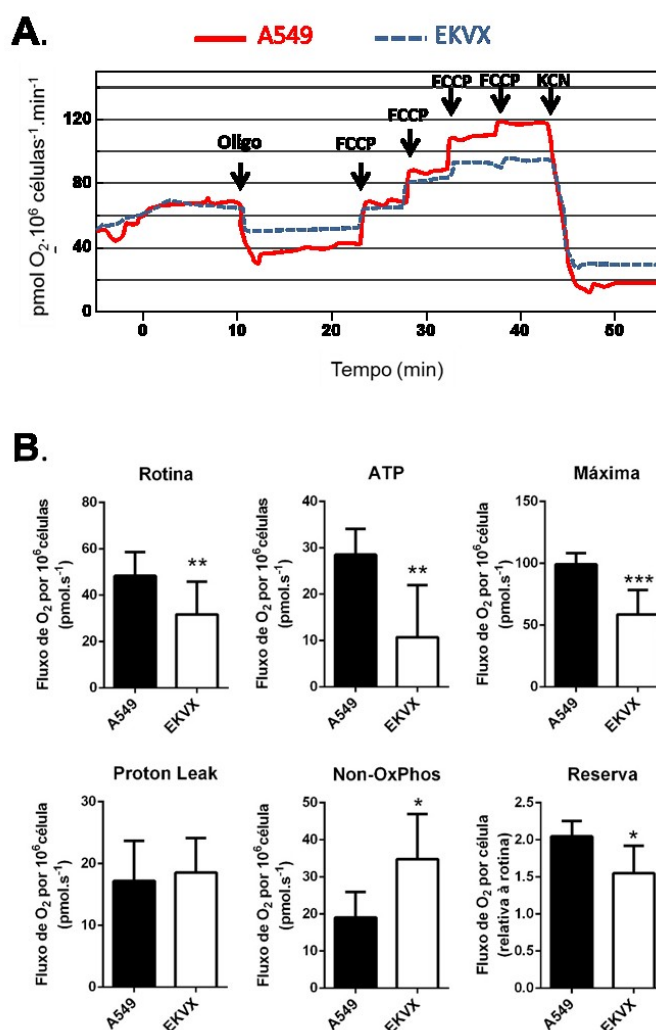 A.
A549 EKVX
FCCP FCCP KCN
FCCP
Oligo FCCP
120
80
40
0
pmol O₂.10⁶ células⁻¹.min⁻¹
0 10 20 30 40 50
Tempo (min)
B.
Rotina
Fluxo de O₂ por 10⁶células
(pmol.s⁻¹)
80
60
40
20
0
**
A549 EKVX
ATP
Fluxo de O₂ por 10⁶células
(pmol.s⁻¹)
40
30
20
10
0
**
A549 EKVX
Máxima
Fluxo de O₂ por 10⁶célula
(pmol.s⁻¹)
150
100
50
0
***
A549 EKVX
Proton Leak
Fluxo de O₂ por 10⁶célula
(pmol.s⁻¹)
30
20
10
0
A549 EKVX
Non-OxPhos
Fluxo de O₂ por 10⁶célula
(pmol.s⁻¹)
50
40
30
20
10
0
*
A549 EKVX
Reserva
Fluxo de O₂ por célula
(relativa à rotina)
2.5
2.0
1.5
1.0
0.5
0.0
*
A549 EKVX